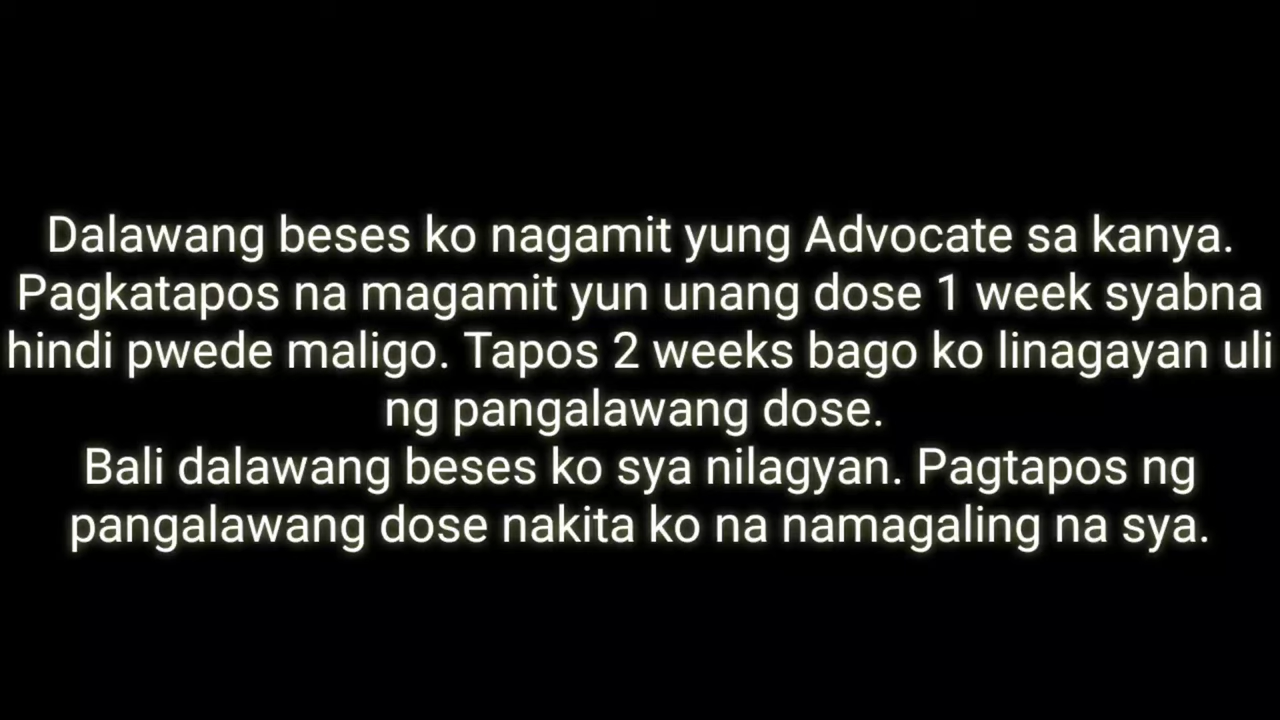 Dalawang beses ko nagamit yung Advocate sa kanya.
Pagkatapos na magamit yun unang dose 1 week syabna
hindi pwede maligo. Tapos 2 weeks bago ko linagayan uli
ng pangalawang dose.
Bali dalawang beses ko sya nilagyan. Pagtapos ng
pangalawang dose nakita ko na namagaling na sya.